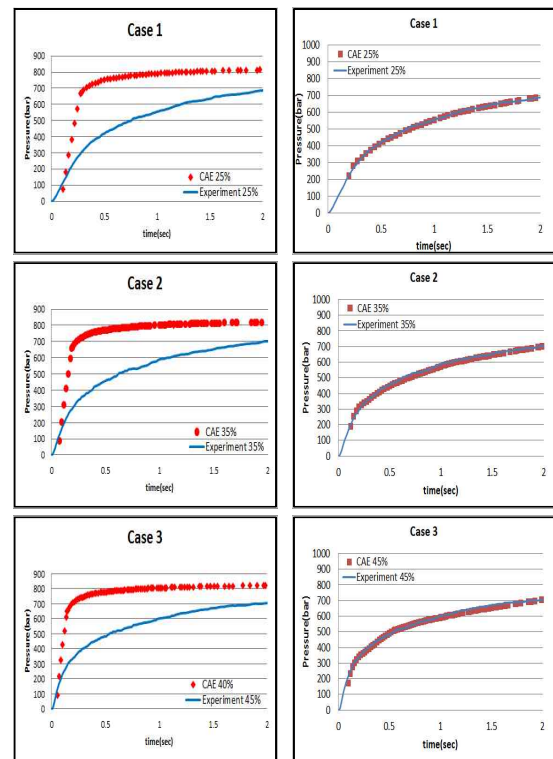 Case 1
Pressure(bar)
900
800
700
600
500
400
300
200
100
0
0 0.5 1 1.5 2
time(sec)
CAE 25%
Experiment 25%
Case 1
Pressure(bar)
1000
900
800
700
600
500
400
300
200
100
0
0 0.5 1 1.5 2
time(sec)
CAE 25%
Experiment 25%
Case 2
Pressure(bar)
900
800
700
600
500
400
300
200
100
0
0 0.5 1 1.5 2
time(sec)
CAE 35%
Experiment 35%
Case 2
Pressure(bar)
1000
900
800
700
600
500
400
300
200
100
0
0 0.5 1 1.5 2
time(sec)
CAE 35%
Experiment 35%
Case 3
Pressure(bar)
900
800
700
600
500
400
300
200
100
0
0 0.5 1 1.5 2
time(sec)
CAE 40%
Experiment 45%
Case 3
Pressure(bar)
1000
900
800
700
600
500
400
300
200
100
0
0 0.5 1 1.5 2
time(sec)
CAE 45%
Experiment 45%